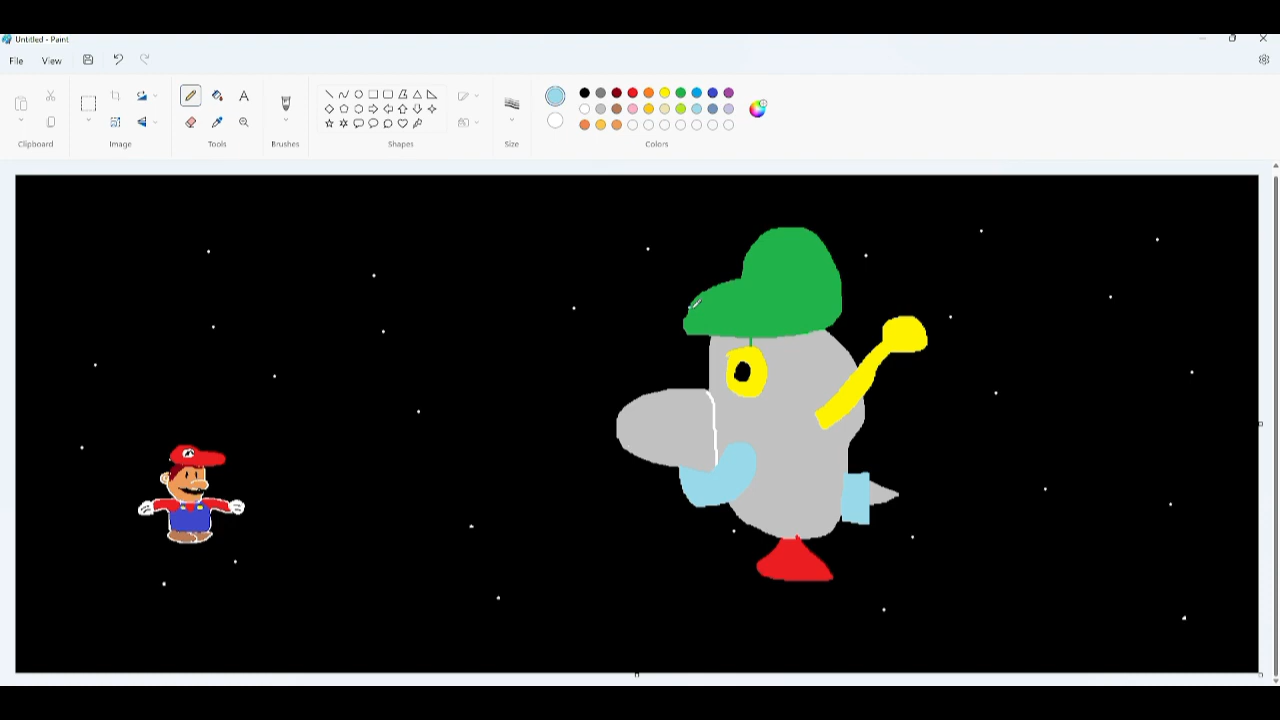 Untitled - Paint
File View
A
Clipboard Image Tools Brushes Shapes Size Colors